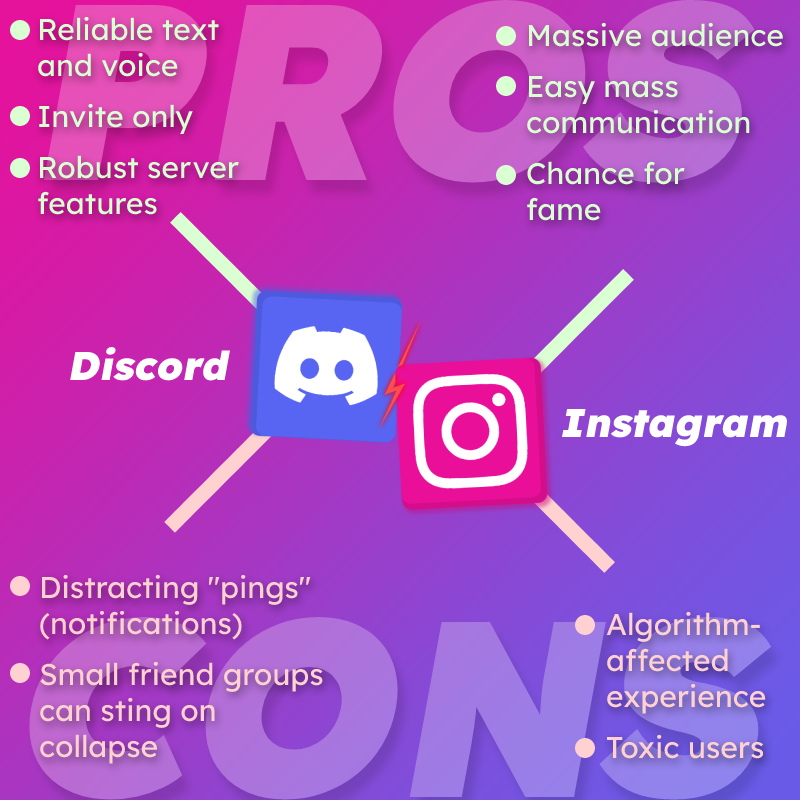 PROS
Reliable text
and voice
Invite only
Robust server
features
Massive audience
Easy mass
communication
Chance for
fame
Discord
Instagram
Distracting "pings"
(notifications)
Small friend groups
can sting on
collapse
Algorithm-
affected
experience
Toxic users
CONS